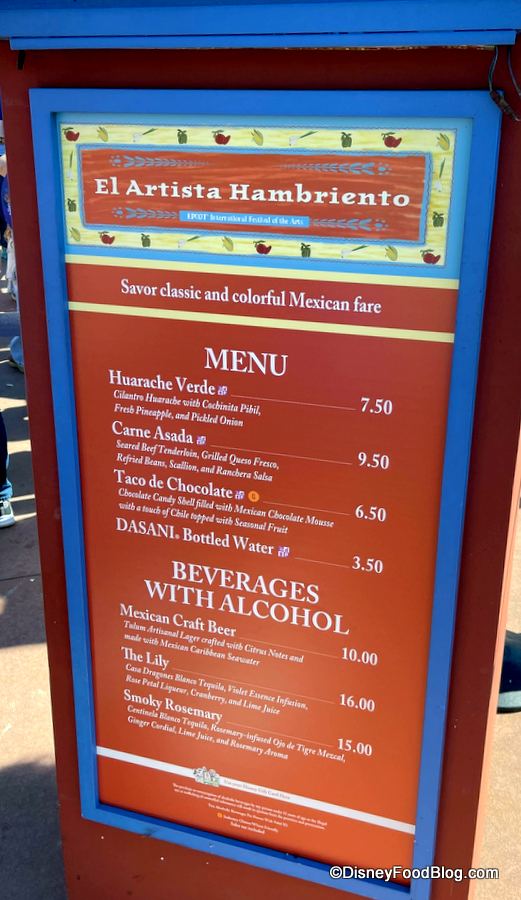 El Artista Hambriento
EPCOT International Festival of the Arts
Savor classic and colorful Mexican fare
MENU
Huarache Verde 7.50
Cilantro Huarache with Cochinita Pibil,
Fresh Pineapple, and Pickled Onion
Carne Asada 9.50
Seared Beef Tenderloin, Grilled Queso Fresco,
Refried Beans, Scallion, and Ranchera Salsa
Taco de Chocolate 6.50
Chocolate Candy Shell filled with Mexican Chocolate Mousse
with a touch of Chile topped with Seasonal Fruit
DASANI® Bottled Water 3.50
BEVERAGES
WITH ALCOHOL
Mexican Craft Beer 10.00
Tulum Artisanal Lager crafted with Citrus Notes and
made with Mexican Caribbean Seawater
The Lily 16.00
Casa Dragones Blanco Tequila, Violet Essence Infusion,
Rose Petal Liqueur, Cranberry, and Lime Juice
Smoky Rosemary 15.00
Centinela Blanco Tequila, Rosemary-infused Ojo de Tigre Mezcal,
Ginger Cordial, Lime Juice, and Rosemary Aroma
Use your Disney Gift Card Here
©DisneyFoodBlog.com